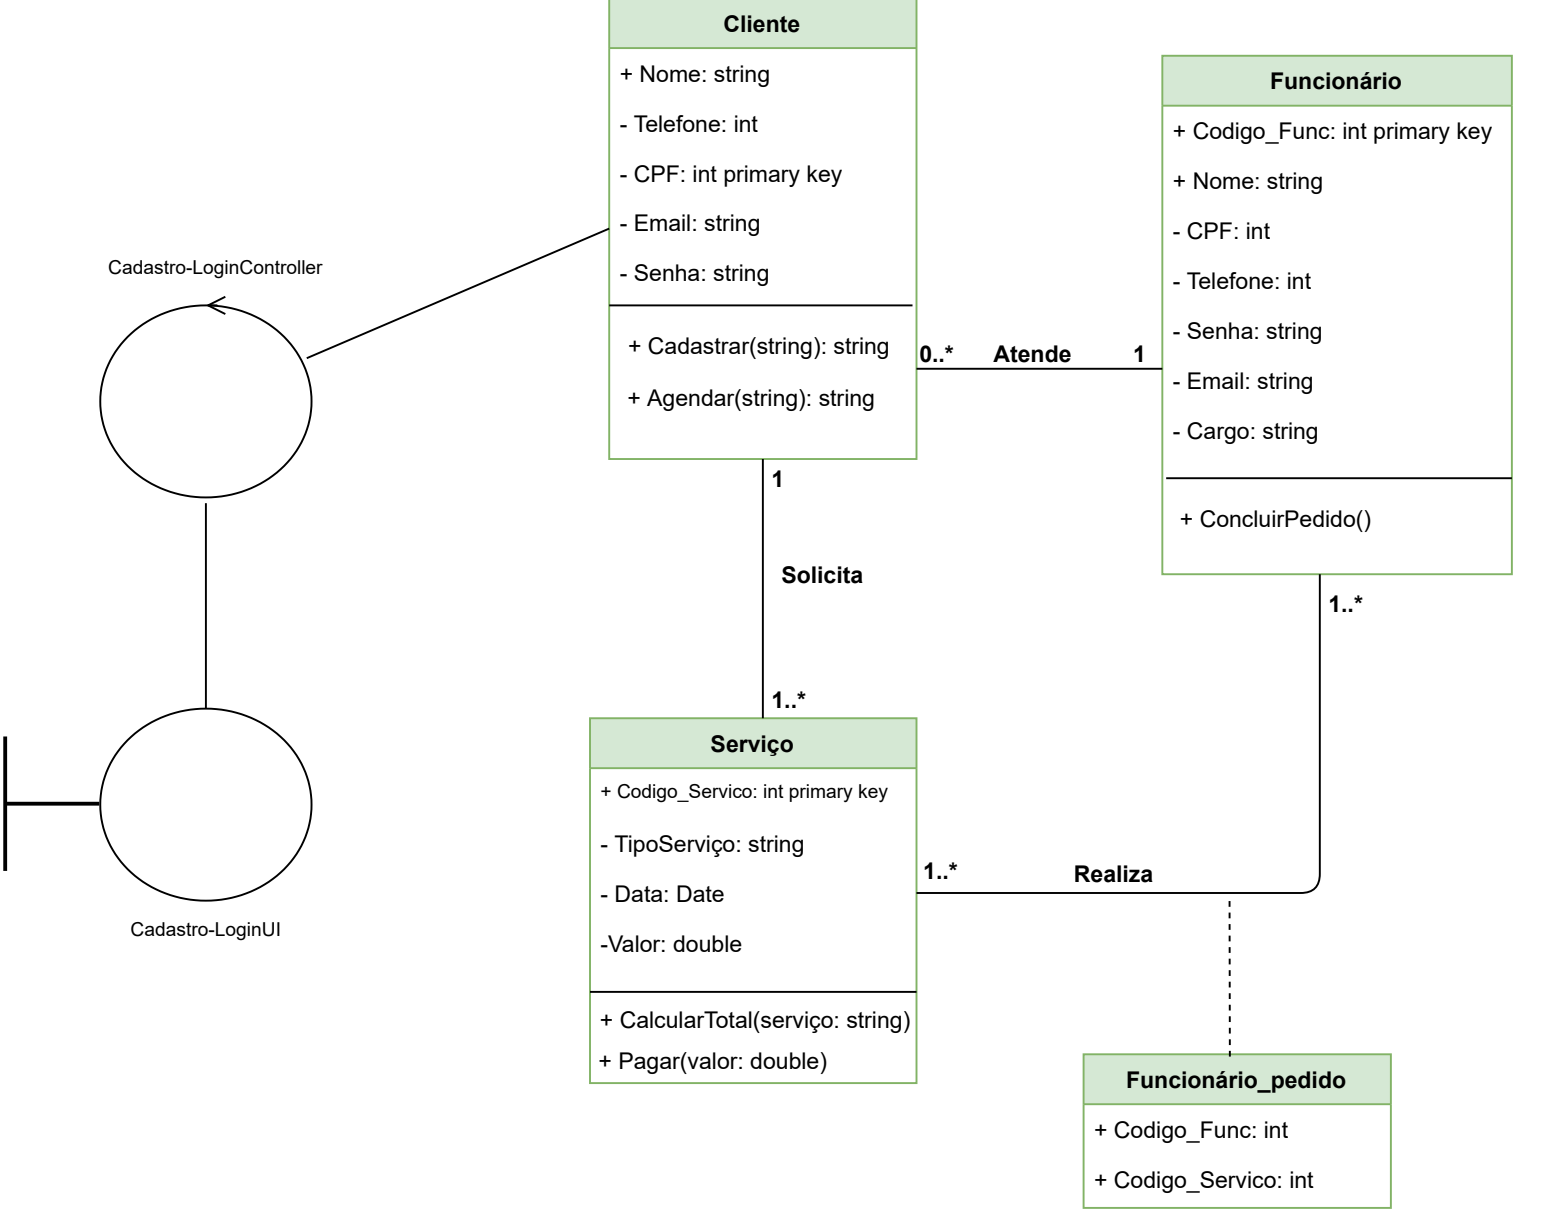 Cliente
+ Nome: string
- Telefone: int
- CPF: int primary key
- Email: string
- Senha: string
+ Cadastrar(string): string
+ Agendar(string): string
Funcionário
+ Codigo_Func: int primary key
+ Nome: string
- CPF: int
- Telefone: int
- Senha: string
- Email: string
- Cargo: string
+ ConcluirPedido()
Cadastro-LoginController
0..* Atende 1
1
Solicita
1..*
1..*
Serviço
+ Codigo_Servico: int primary key
- TipoServiço: string
- Data: Date
-Valor: double
+ CalcularTotal(serviço: string)
+ Pagar(valor: double)
1..* Realiza
Cadastro-LoginUI
Funcionário_pedido
+ Codigo_Func: int
+ Codigo_Servico: int